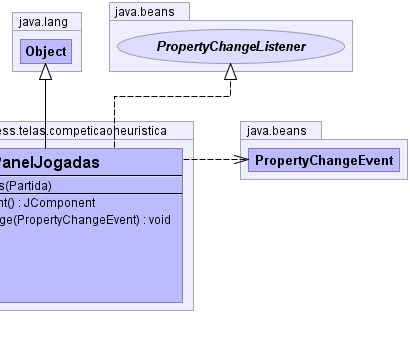 java.lang
Object
java.beans
PropertyChangeListener
ess.telas.competicaoheuristica
PanelJogadas
s(Partida)
nt() : JComponent
ge(PropertyChangeEvent) : void
java.beans
PropertyChangeEvent